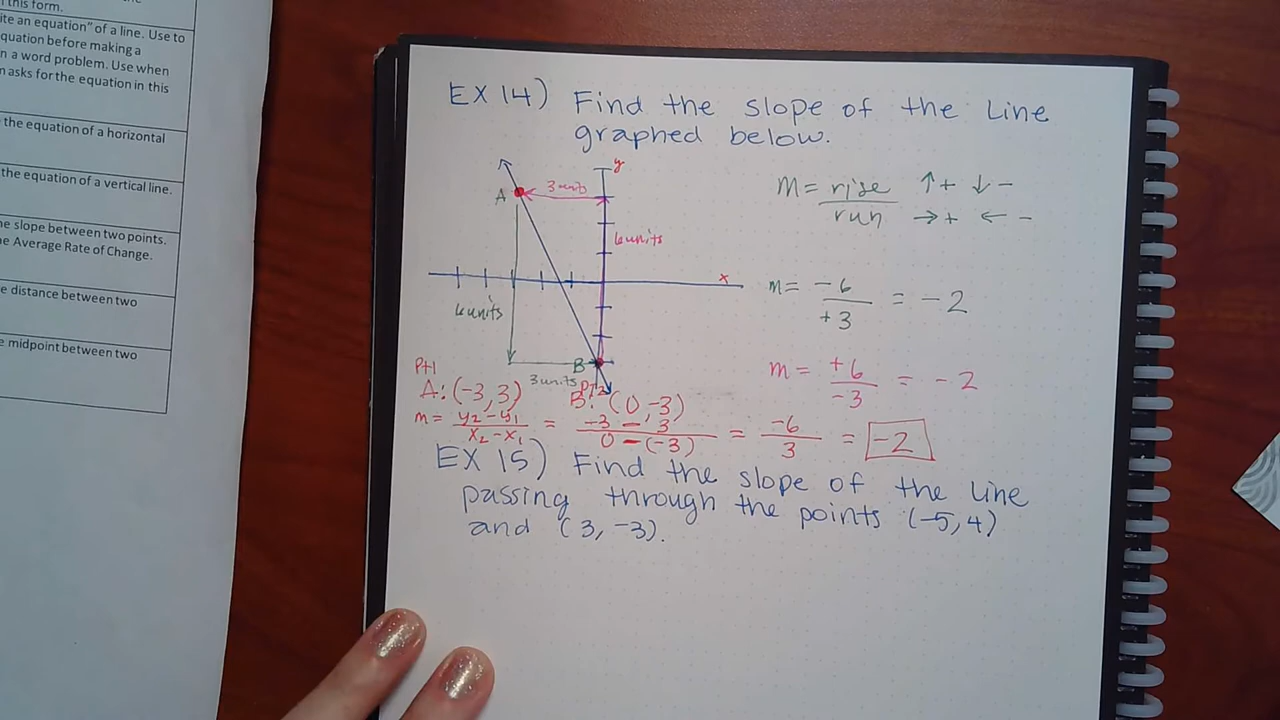 this form.
ite an equation" of a line. Use to
quation before making a
n a word problem. Use when
asks for the equation in this
the equation of a horizontal
the equation of a vertical line.
e slope between two points.
e Average Rate of Change.
e distance between two
e midpoint between two
EX 14) Find the slope of the line
graphed below.
y
A
3 units
6 units
x
6 units
B
3 units
m = rise/run ↑+ ↓- →+ ←-
m = -6/+3 = -2
m = +6/-3 = -2
Pt 1
Pt 2
A: (-3, 3) B: (0, -3)
m = y₂-y₁/x₂-x₁ = -3 - 3/0 - (-3) = -6/3 = -2
EX 15) Find the slope of the line
passing through the points (-5, 4)
and (3, -3).